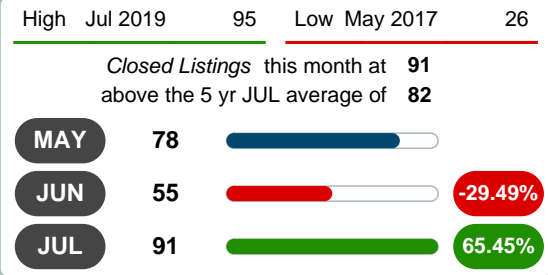 High Jul 2019 95 Low May 2017 26
Closed Listings this month at 91
above the 5 yr JUL average of 82
MAY 78
JUN 55 -29.49%
JUL 91 65.45%